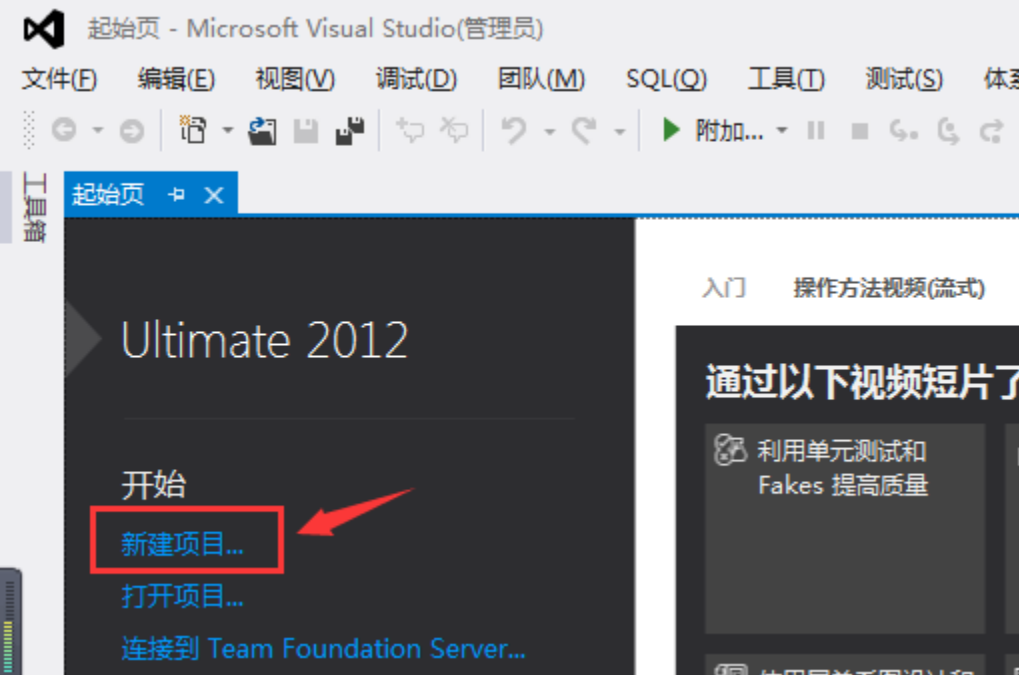 起始页 - Microsoft Visual Studio(管理员)
文件(F) 编辑(E) 视图(V) 调试(D) 团队(M) SQL(Q) 工具(T) 测试(S)
附加...
工具箱
起始页
入门 操作方法视频(流式)
Ultimate 2012
通过以下视频短片了
利用单元测试和
Fakes 提高质量
开始
新建项目...
打开项目...
连接到 Team Foundation Server...